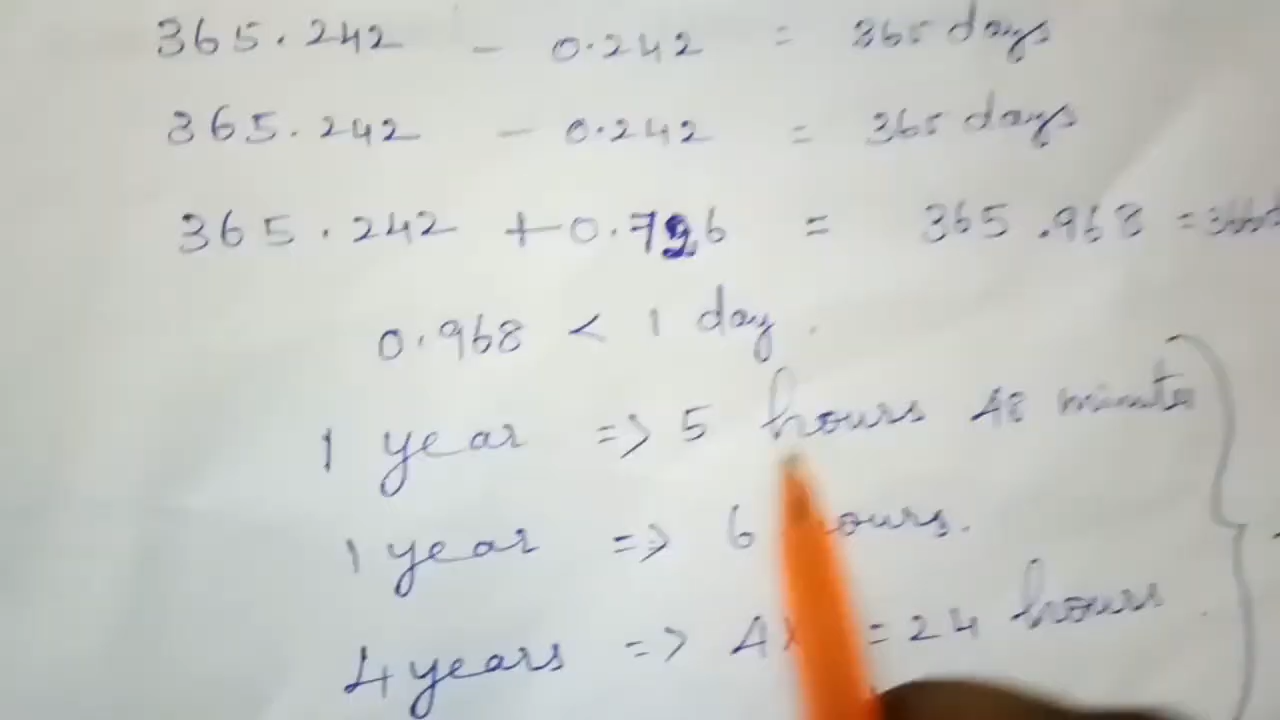 365.242 - 0.242 = 365 days
365.242 - 0.242 = 365 days
365.242 + 0.726 = 365.968 =
0.968 < 1 day.
1 year => 5 hours 48 minutes
1 year => 6 hours.
4 years => 4x = 24 hours